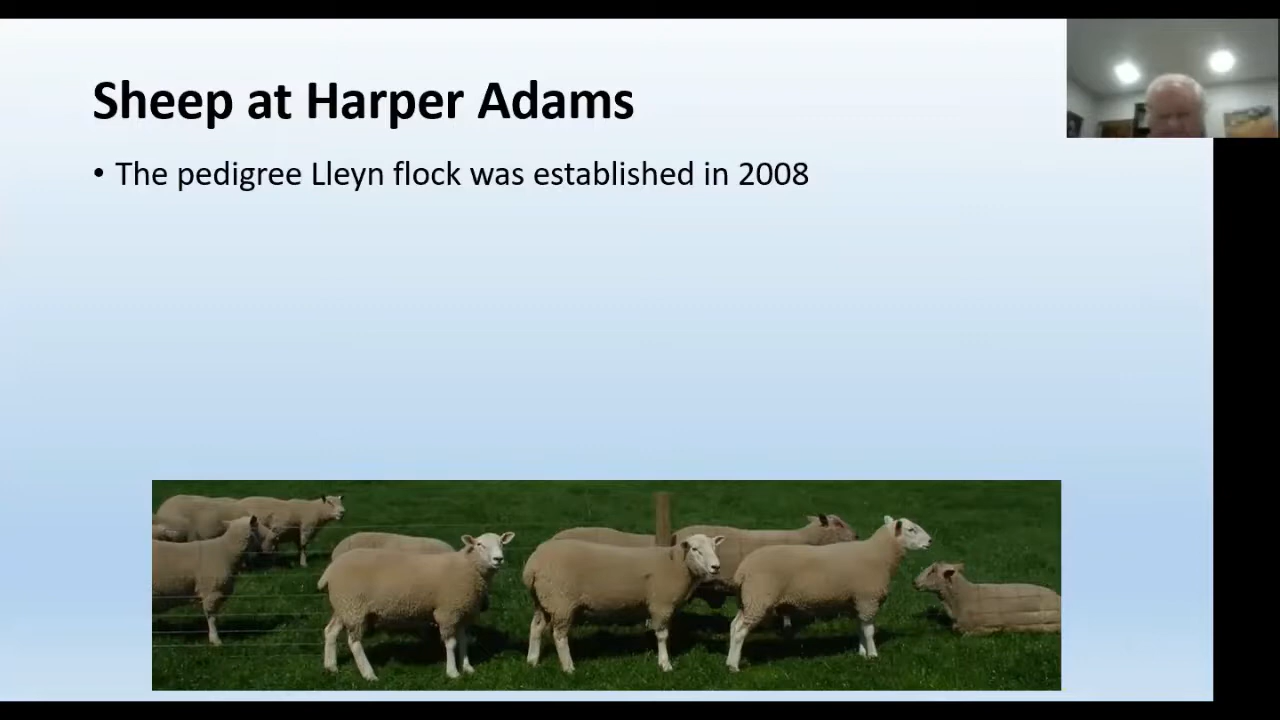 Sheep at Harper Adams
• The pedigree Lleyn flock was established in 2008